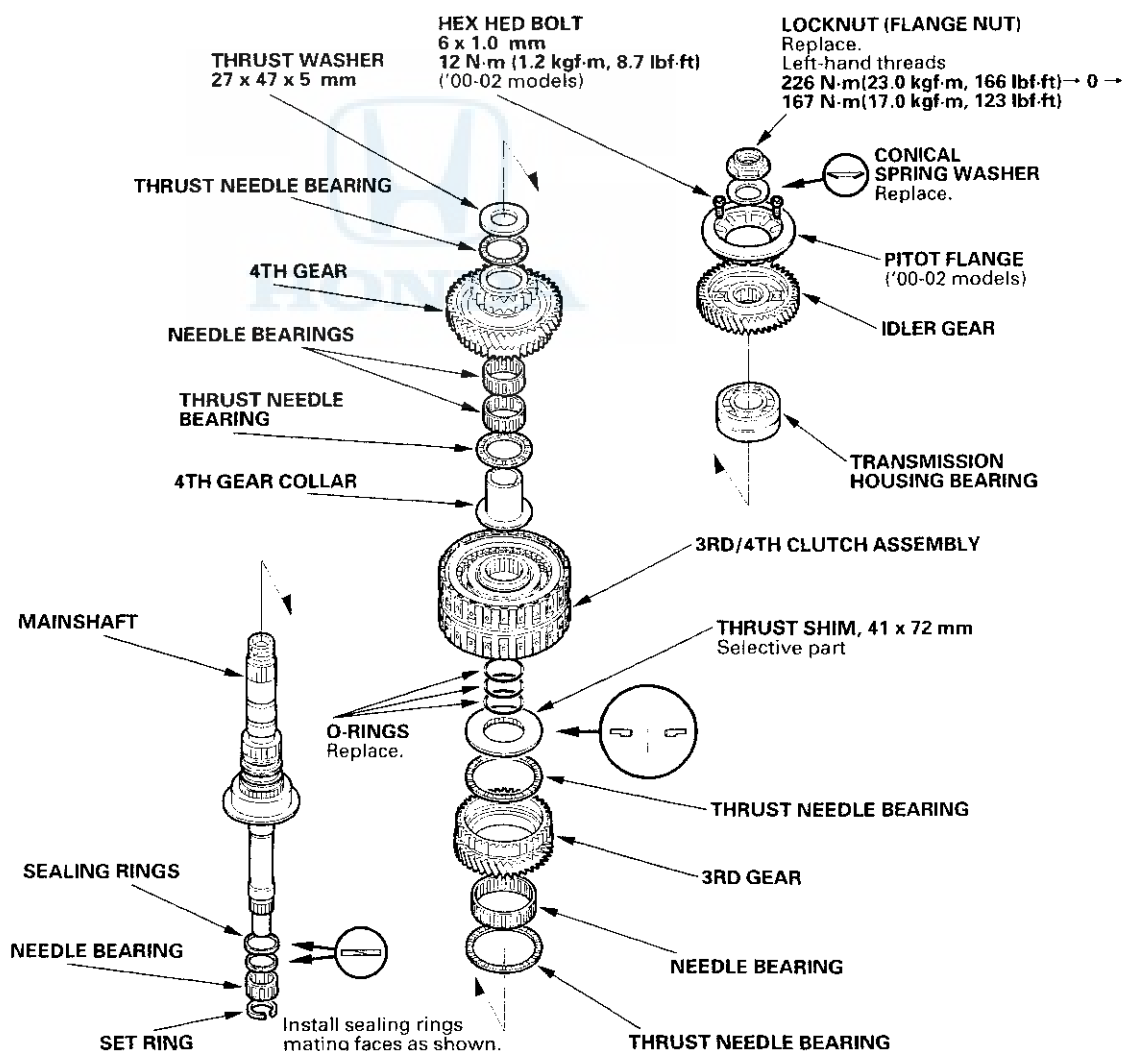 HEX HED BOLT
6 x 1.0 mm
12 N·m (1.2 kgf·m, 8.7 lbf·ft)
('00-02 models)
LOCKNUT (FLANGE NUT)
Replace.
Left-hand threads
226 N·m(23.0 kgf·m, 166 lbf·ft)→ 0 →
167 N·m(17.0 kgf·m, 123 lbf·ft)
THRUST WASHER
27 x 47 x 5 mm
CONICAL
SPRING WASHER
Replace.
THRUST NEEDLE BEARING
PITOT FLANGE
('00-02 models)
4TH GEAR
HONDA
IDLER GEAR
NEEDLE BEARINGS
THRUST NEEDLE
BEARING
TRANSMISSION
HOUSING BEARING
4TH GEAR COLLAR
3RD/4TH CLUTCH ASSEMBLY
MAINSHAFT
THRUST SHIM, 41 x 72 mm
Selective part
O-RINGS
Replace.
THRUST NEEDLE BEARING
SEALING RINGS
3RD GEAR
NEEDLE BEARING
NEEDLE BEARING
SET RING
Install sealing rings
mating faces as shown.
THRUST NEEDLE BEARING